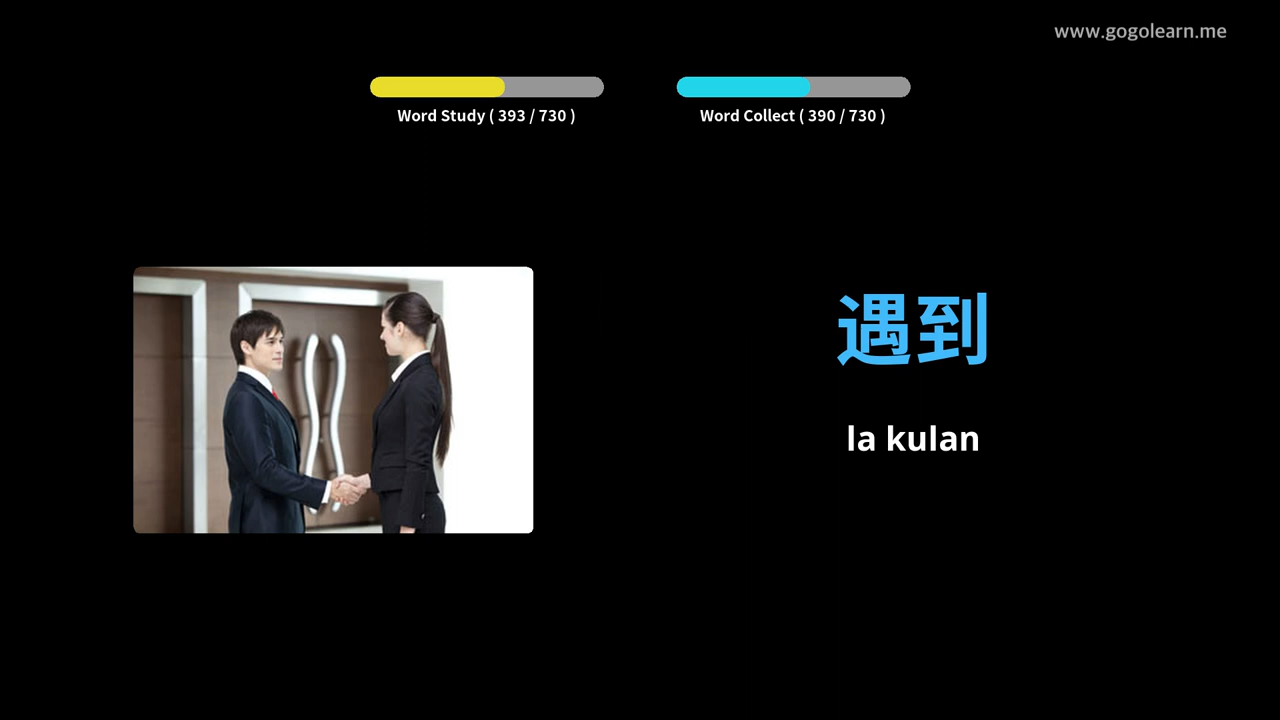 www.gogolearn.me
Word Study ( 393 / 730 )
Word Collect ( 390 / 730 )
遇到
la kulan